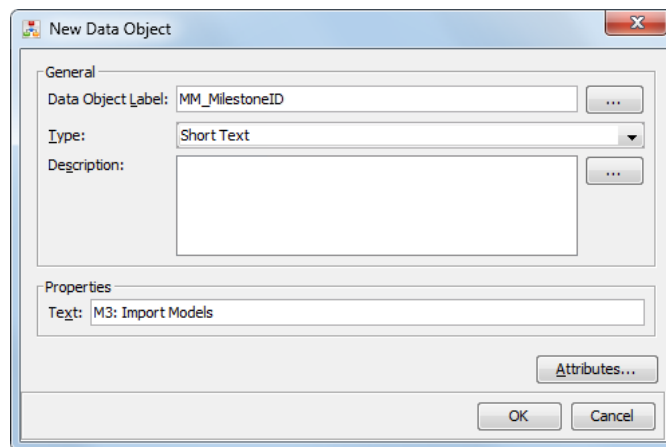 New Data Object
General
Data Object Label: MM_MilestoneID ...
Type: Short Text
Description: ...
Properties
Text: M3: Import Models
Attributes...
OK Cancel